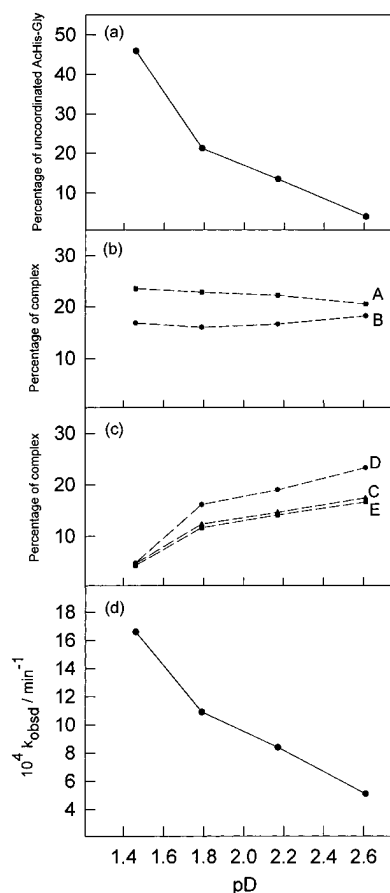 (a)
50
40
30
20
10
Percentage of uncoordinated AcHis-Gly
(b)
30
20
10
Percentage of complex
A
B
(c)
30
20
10
Percentage of complex
D
C
E
(d)
18
16
14
12
10
8
6
4
10⁴ kobsd / min⁻¹
1.4 1.6 1.8 2.0 2.2 2.4 2.6
pD